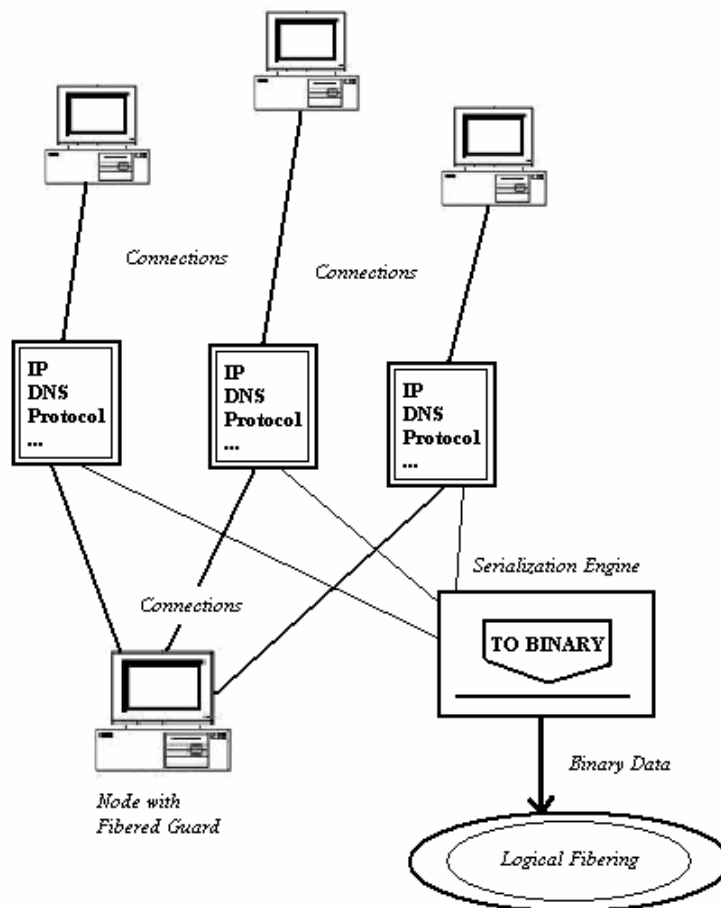 Connections
Connections
IP
DNS
Protocol
...
IP
DNS
Protocol
...
IP
DNS
Protocol
...
Serialization Engine
Connections
TO BINARY
Binary Data
Node with
Fibered Guard
Logical Fibering